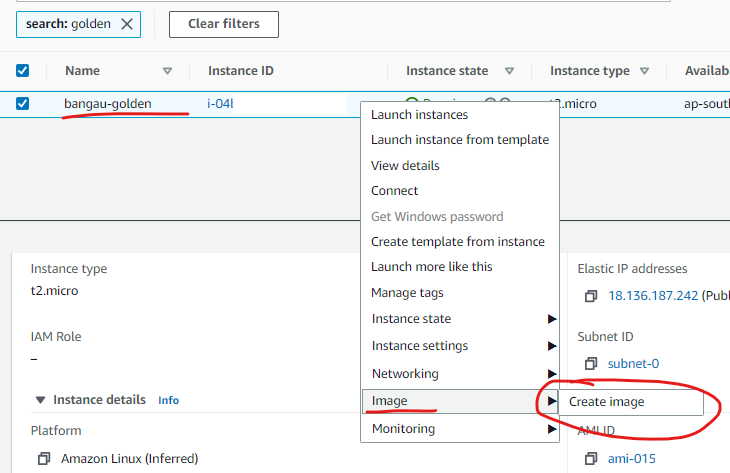 search: golden
Clear filters
Name Instance ID Instance state Instance type Availab
bangau-golden i-04l t2.micro ap-sout
Launch instances
Launch instance from template
View details
Connect
Get Windows password
Create template from instance
Launch more like this
Manage tags
Instance state
Instance settings
Networking
Image
Monitoring
Create image
Instance type
t2.micro
IAM Role
–
Instance details Info
Platform
Amazon Linux (Inferred)
Elastic IP addresses
18.136.187.242 (Publ
Subnet ID
subnet-0
AMI ID
ami-015